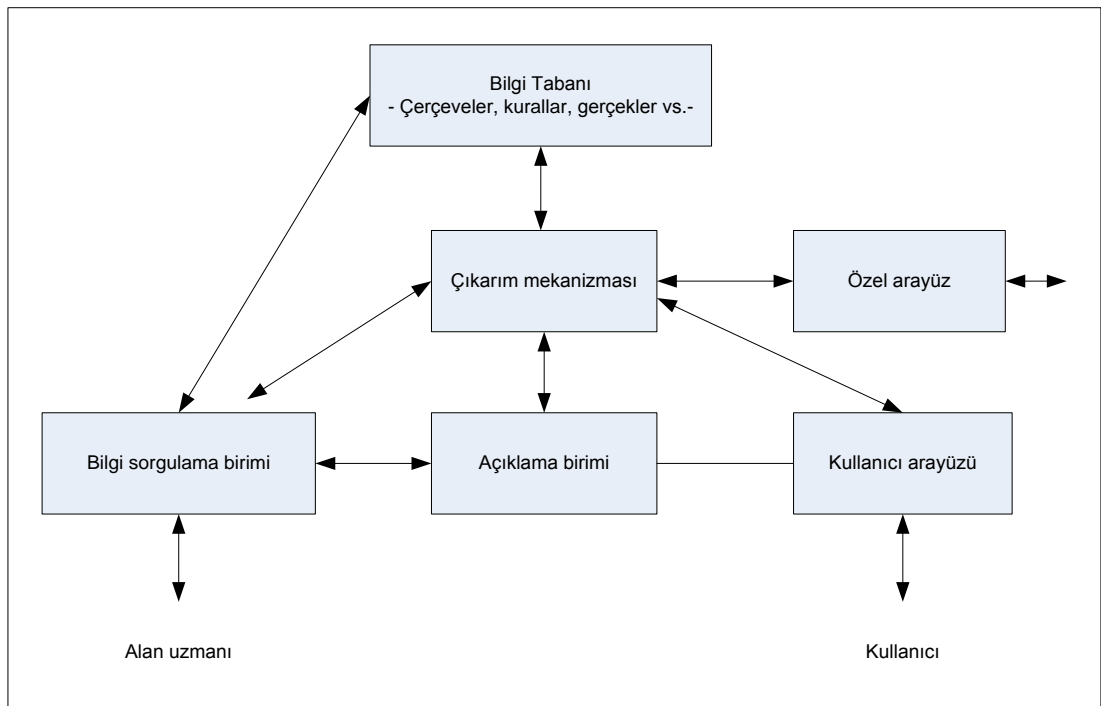 Bilgi Tabanı
- Çerçeveler, kurallar, gerçekler vs.-
Çıkarım mekanizması
Özel arayüz
Bilgi sorgulama birimi
Açıklama birimi
Kullanıcı arayüzü
Alan uzmanı
Kullanıcı